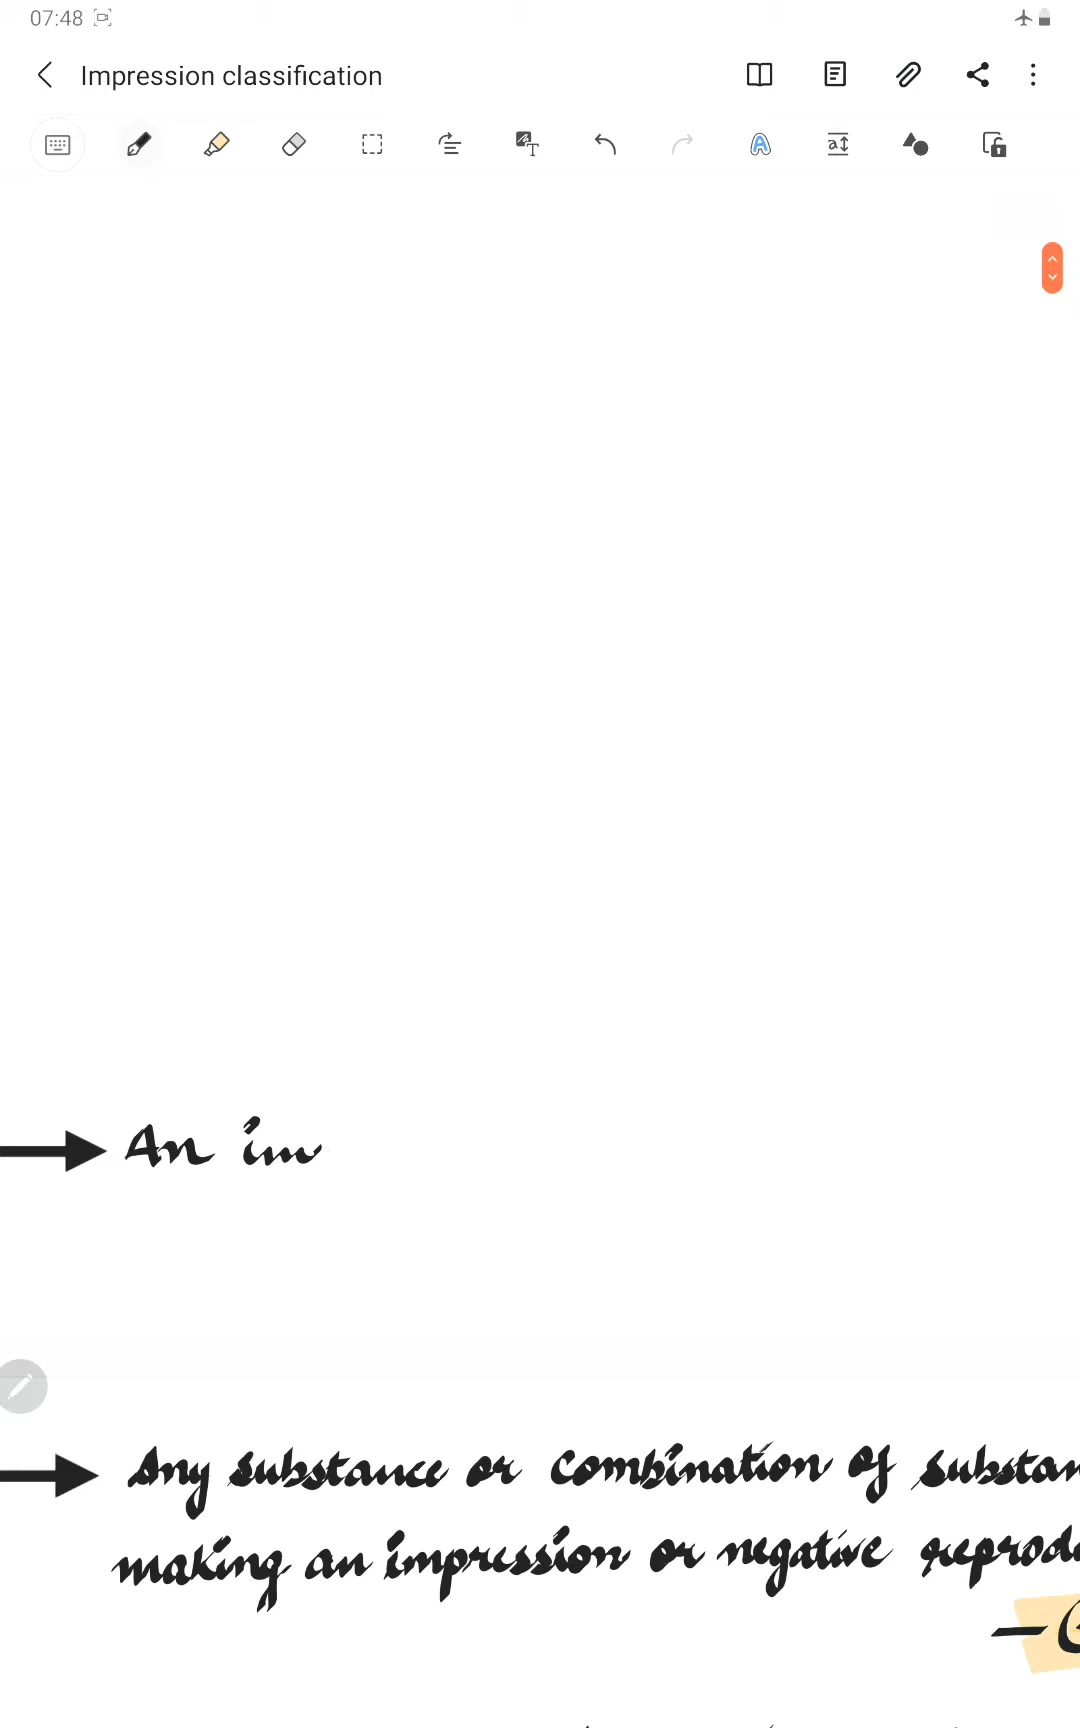 07:48
Impression classification
An im
Any substance or combination of substan
making an impression or negative reprod